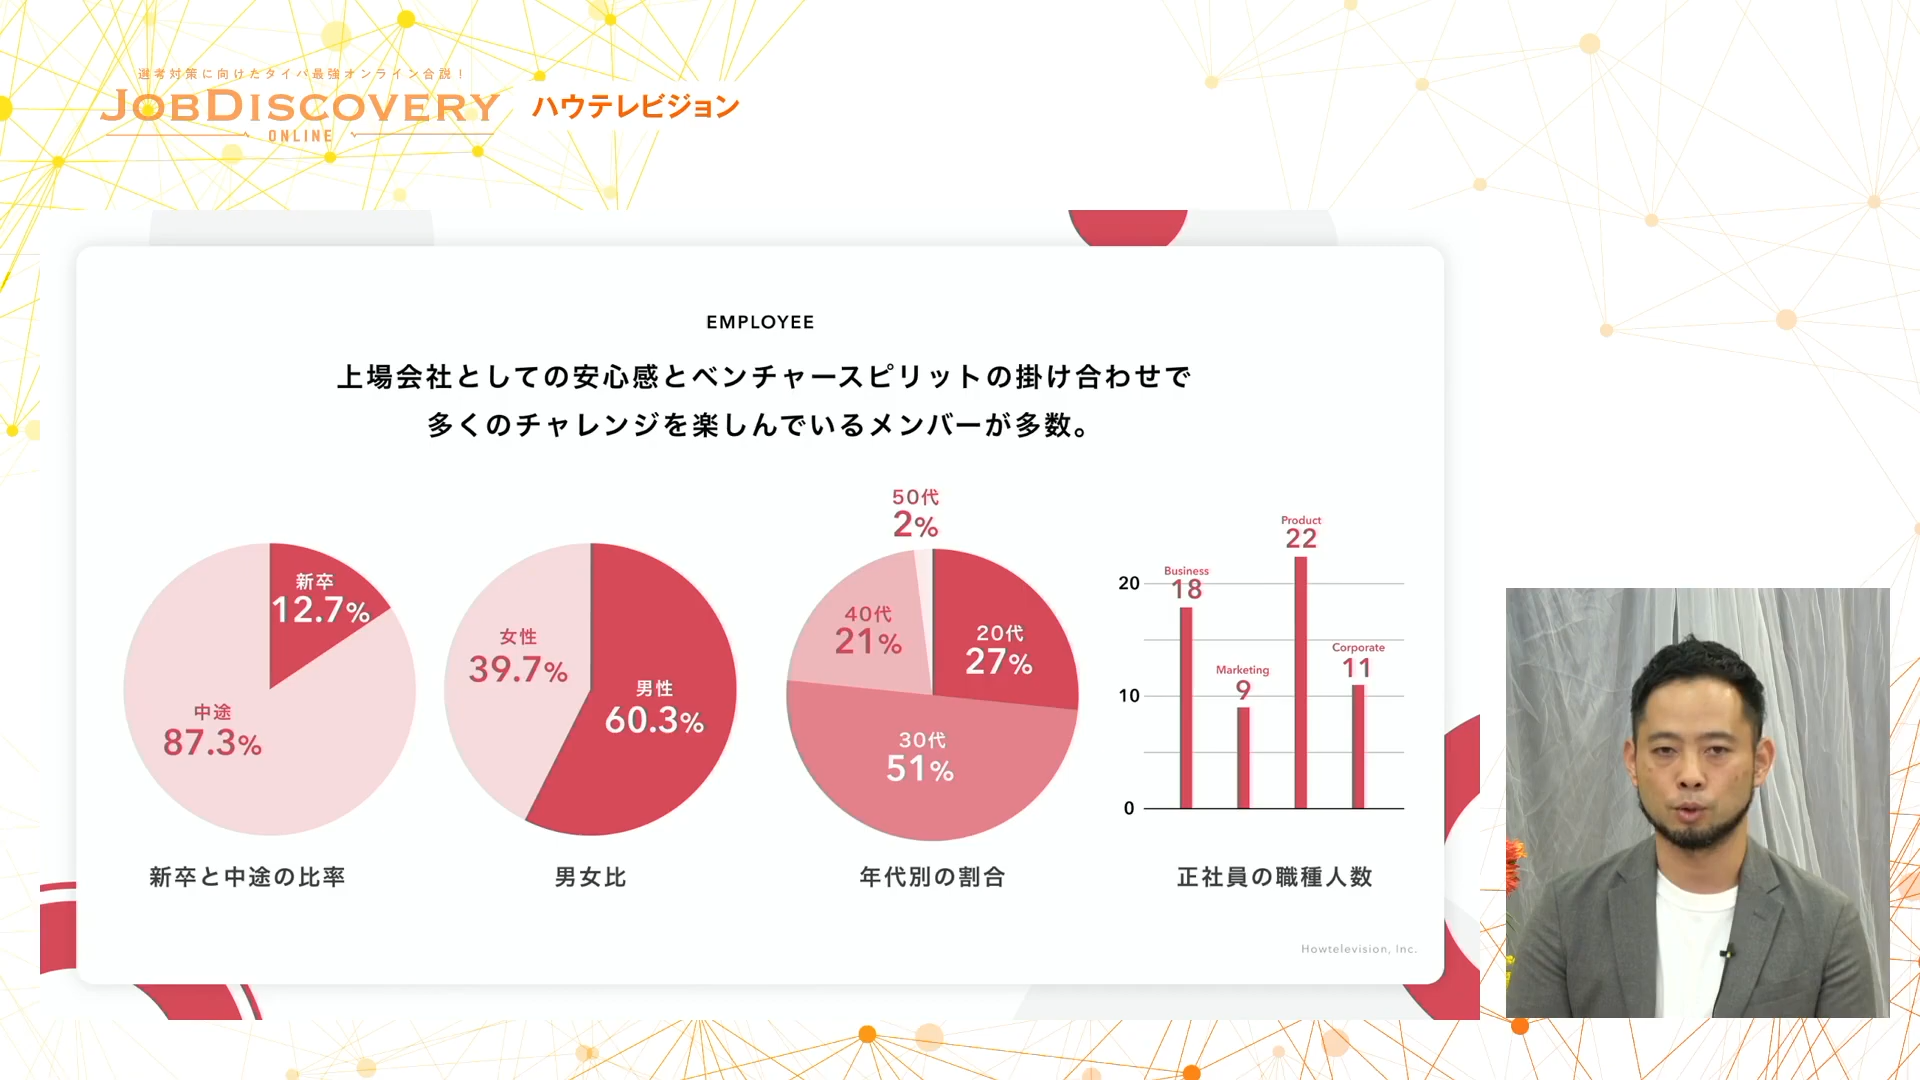 選考対策に向けたタイパ最強オンライン合説！
JOBDISCOVERY
ONLINE
ハウテレビジョン
EMPLOYEE
上場会社としての安心感とベンチャースピリットの掛け合わせで
多くのチャレンジを楽しんでいるメンバーが多数。
新卒
12.7%
中途
87.3%
新卒と中途の比率
女性
39.7%
男性
60.3%
男女比
50代
2%
40代
21%
20代
27%
30代
51%
年代別の割合
20
10
0
Business
18
Marketing
9
Product
22
Corporate
11
正社員の職種人数
Howtelevision, Inc.